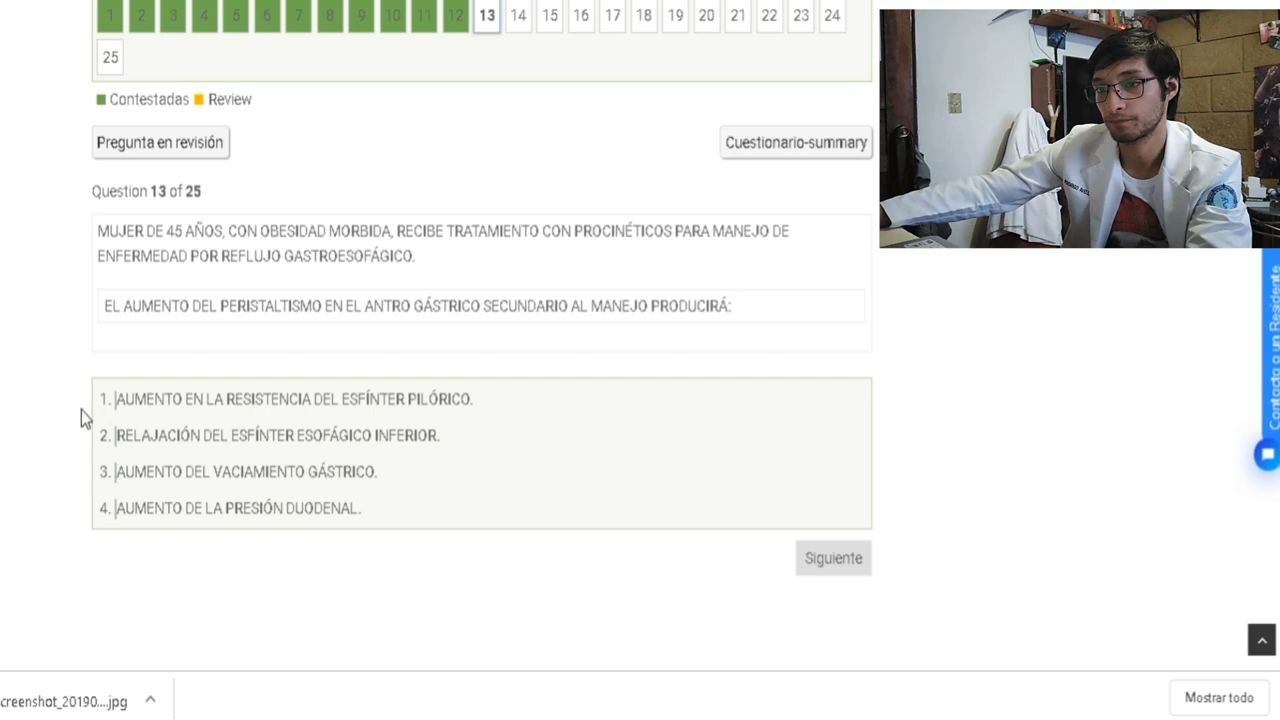 1 2 3 4 5 6 7 8 9 10 11 12 13 14 15 16 17 18 19 20 21 22 23 24
25
Contestadas Review
Pregunta en revisión Cuestionario-summary
Question 13 of 25
MUJER DE 45 AÑOS, CON OBESIDAD MORBIDA, RECIBE TRATAMIENTO CON PROCINÉTICOS PARA MANEJO DE
ENFERMEDAD POR REFLUJO GASTROESOFÁGICO.
EL AUMENTO DEL PERISTALTISMO EN EL ANTRO GÁSTRICO SECUNDARIO AL MANEJO PRODUCIRÁ:
1. AUMENTO EN LA RESISTENCIA DEL ESFÍNTER PILÓRICO.
2. RELAJACIÓN DEL ESFÍNTER ESOFÁGICO INFERIOR.
3. AUMENTO DEL VACIAMIENTO GÁSTRICO.
4. AUMENTO DE LA PRESIÓN DUODENAL.
Siguiente
Contacta a un Residente
creenshot_20190....jpg
Mostrar todo